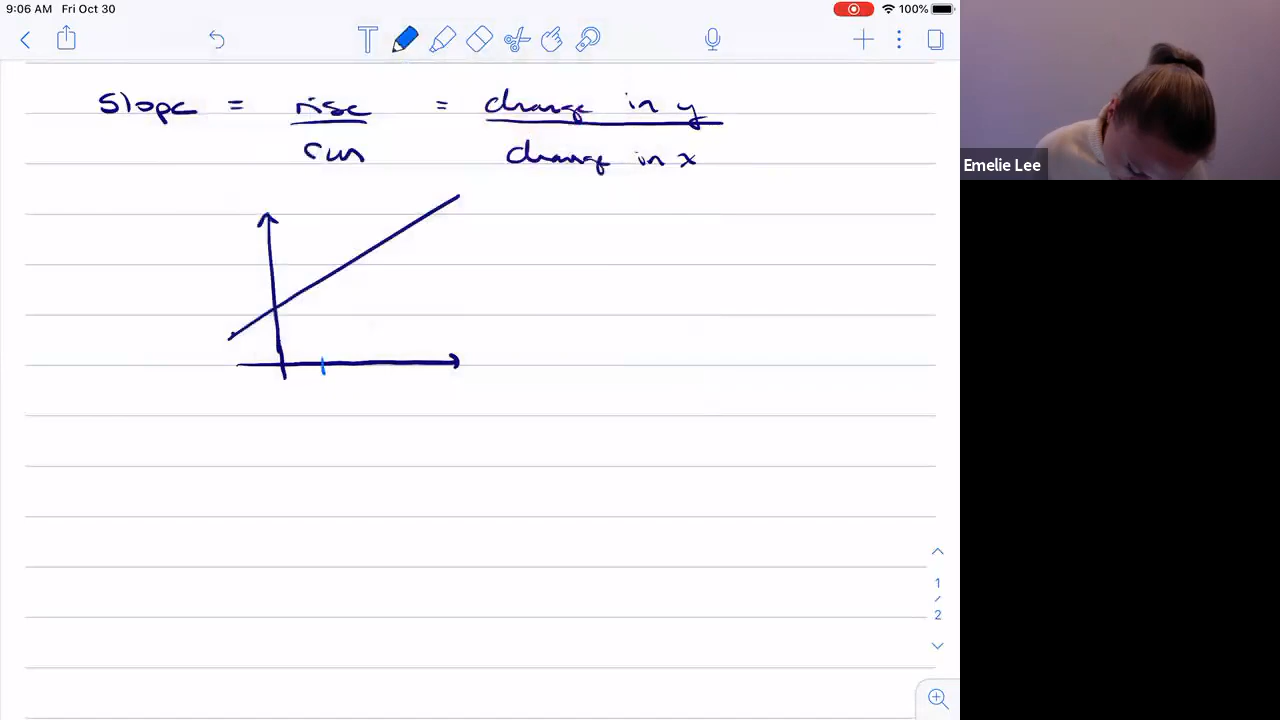 9:06 AM Fri Oct 30 100%
T
slope = rise = change in y
run change in x
Emelie Lee
1
/
2